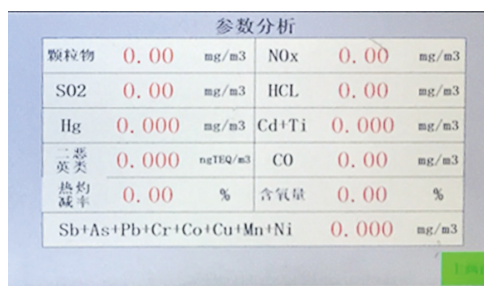 参数分析
颗粒物 0.00 mg/m3 NOx 0.00 mg/m3
SO2 0.00 mg/m3 HCL 0.00 mg/m3
Hg 0.000 mg/m3 Cd+Ti 0.000 mg/m3
二恶英类 0.000 ngTEQ/m3 CO 0.00 mg/m3
热灼减率 0.00 % 含氧量 0.00 %
Sb+As+Pb+Cr+Co+Cu+Mn+Ni 0.000 mg/m3